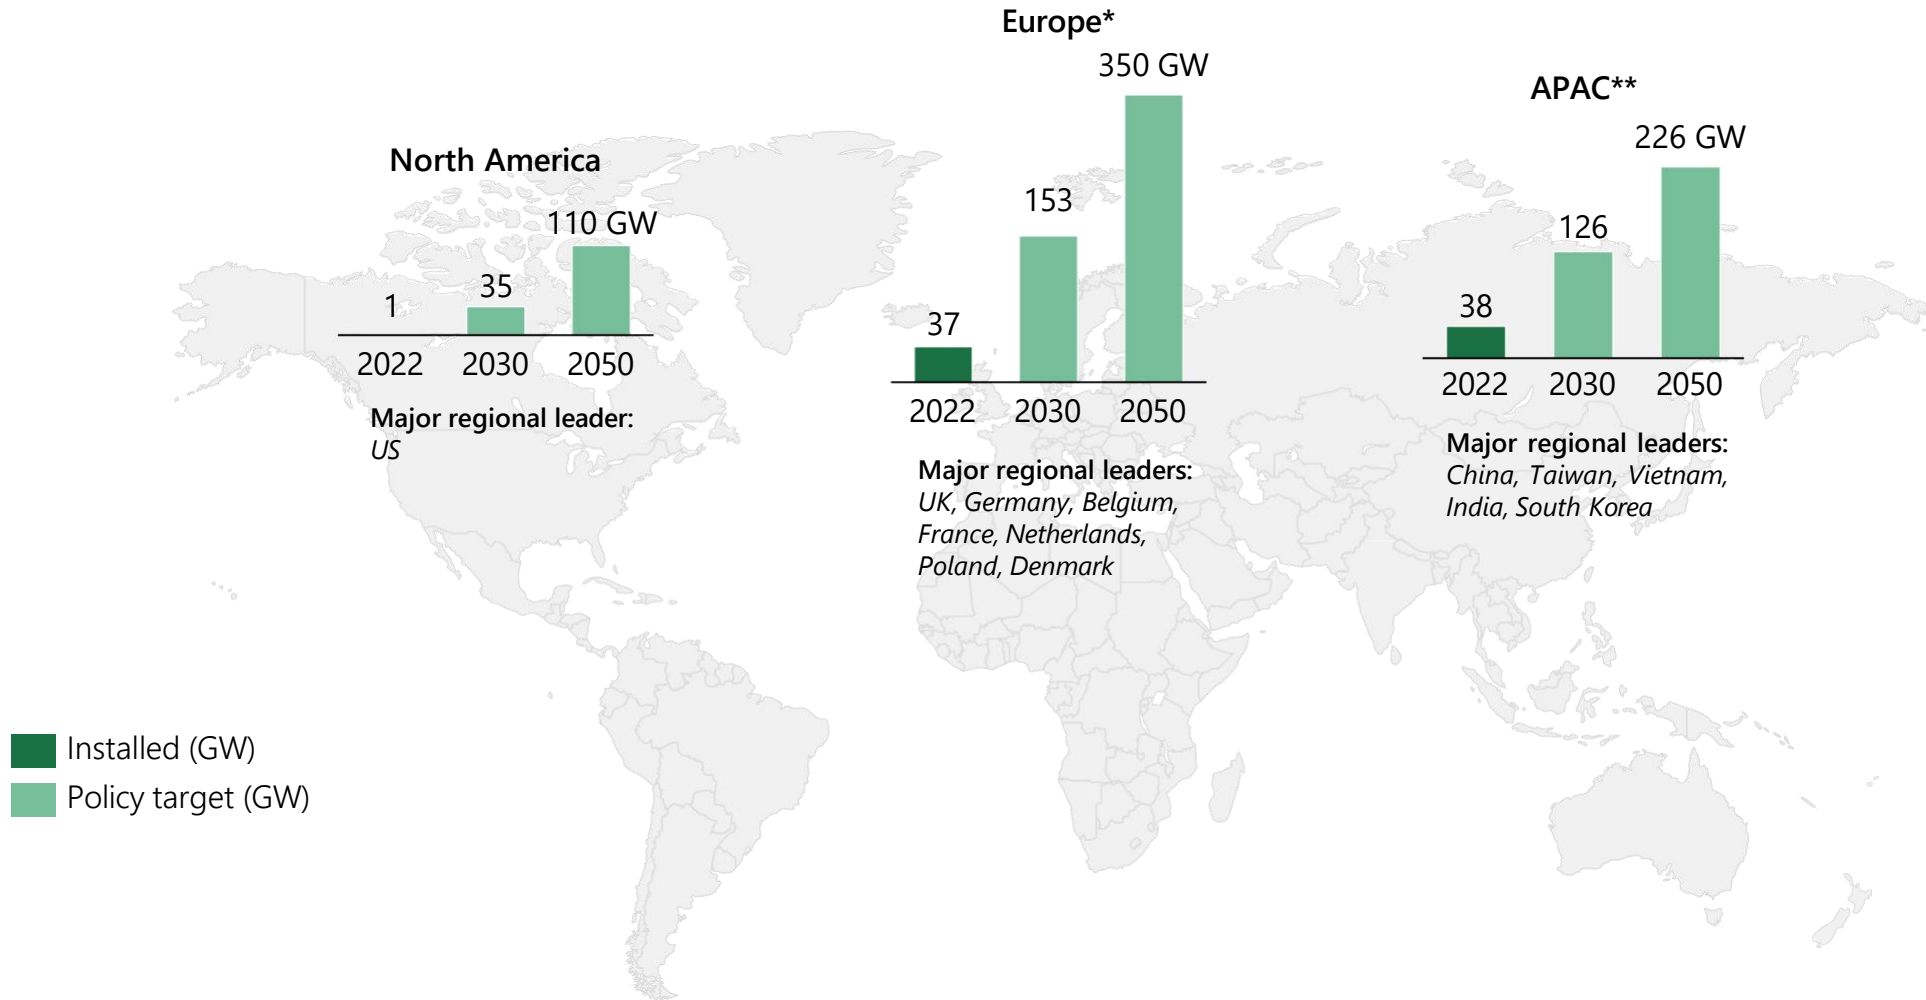 North America
110 GW
35
1
2022 2030 2050
Major regional leader:
US
Europe*
350 GW
153
37
2022 2030 2050
Major regional leaders:
UK, Germany, Belgium,
France, Netherlands,
Poland, Denmark
APAC**
226 GW
126
38
2022 2030 2050
Major regional leaders:
China, Taiwan, Vietnam,
India, South Korea
Installed (GW)
Policy target (GW)